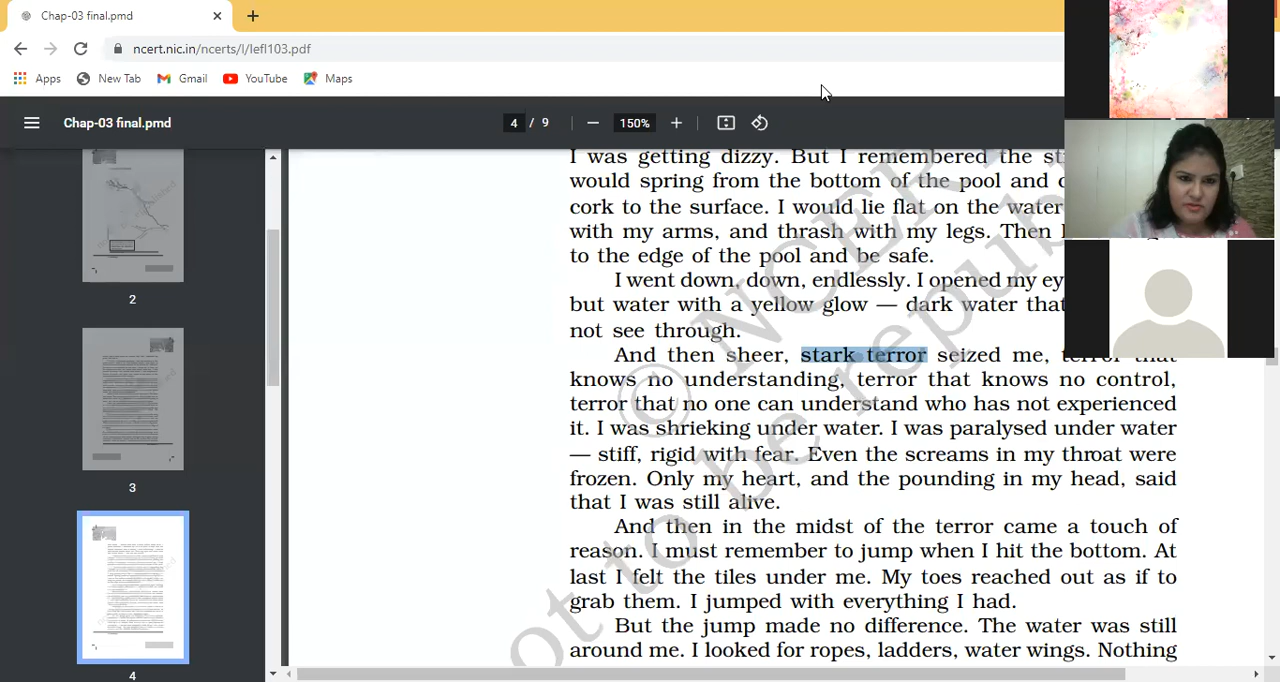 Chap-03 final.pmd
ncert.nic.in/ncerts/l/lefl103.pdf
Apps New Tab Gmail YouTube Maps
Chap-03 final.pmd 4 / 9 150%
2
3
4
I was getting dizzy. But I remembered the
would spring from the bottom of the pool and
cork to the surface. I would lie flat on the water
with my arms, and thrash with my legs. Then
to the edge of the pool and be safe.
I went down, down, endlessly. I opened my
but water with a yellow glow — dark water
not see through.
And then sheer, stark terror seized me, terror that
knows no understanding, terror that knows no control,
terror that no one can understand who has not experienced
it. I was shrieking under water. I was paralysed under water
— stiff, rigid with fear. Even the screams in my throat were
frozen. Only my heart, and the pounding in my head, said
that I was still alive.
And then in the midst of the terror came a touch of
reason. I must remember to jump when I hit the bottom. At
last I felt the tiles under me. My toes reached out as if to
grab them. I jumped with everything I had.
But the jump made no difference. The water was still
around me. I looked for ropes, ladders, water wings. Nothing
© NCERT
not to be republ